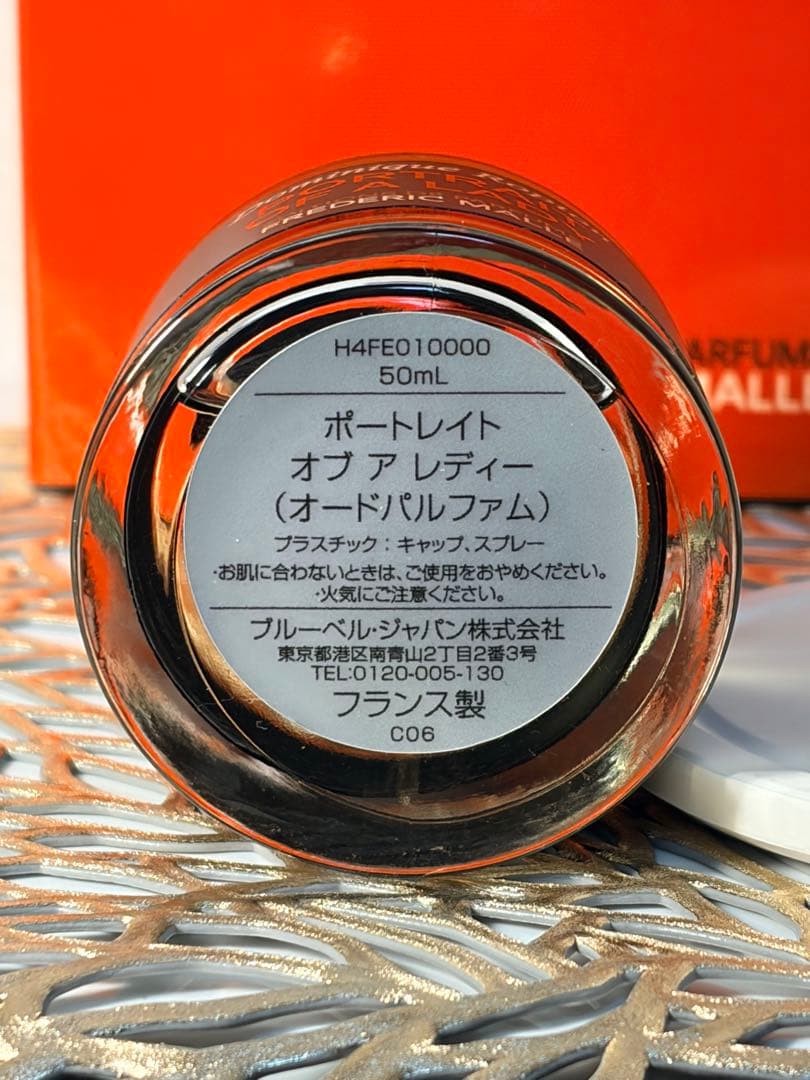 Dominique
PORTRAIT
OF A LADY
FREDERIC MALLE
H4FE010000
50mL
ポートレイト
オブ ア レディー
(オードパルファム)
プラスチック:キャップ、スプレー
・お肌に合わないときは、ご使用をおやめください。
・火気にご注意ください。
ブルーベル・ジャパン株式会社
東京都港区南青山2丁目2番3号
TEL:0120-005-130
フランス製
C06